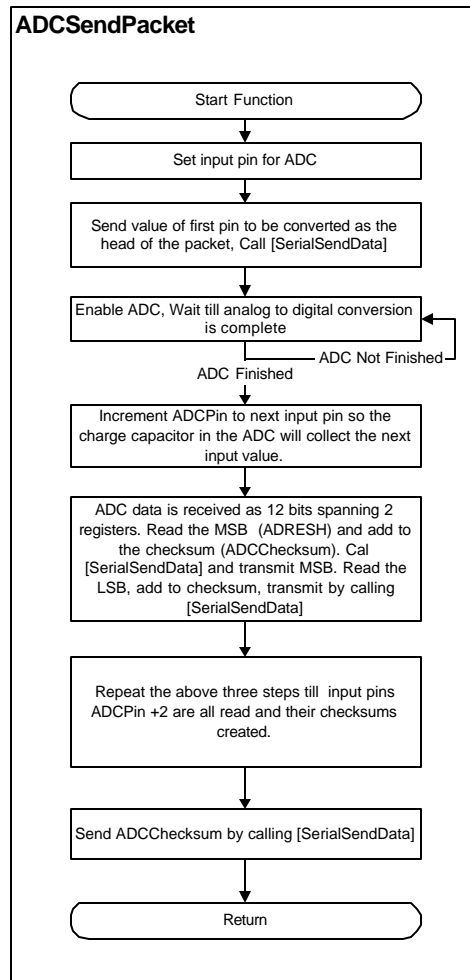 ADCSendPacket
Start Function
Set input pin for ADC
Send value of first pin to be converted as the
head of the packet, Call [SerialSendData]
Enable ADC, Wait till analog to digital conversion
is complete
ADC Not Finished
ADC Finished
Increment ADCPin to next input pin so the
charge capacitor in the ADC will collect the next
input value.
ADC data is received as 12 bits spanning 2
registers. Read the MSB (ADRESH) and add to
the checksum (ADCChecksum). Cal
[SerialSendData] and transmit MSB. Read the
LSB, add to checksum, transmit by calling
[SerialSendData]
Repeat the above three steps till input pins
ADCPin +2 are all read and their checksums
created.
Send ADCChecksum by calling [SerialSendData]
Return